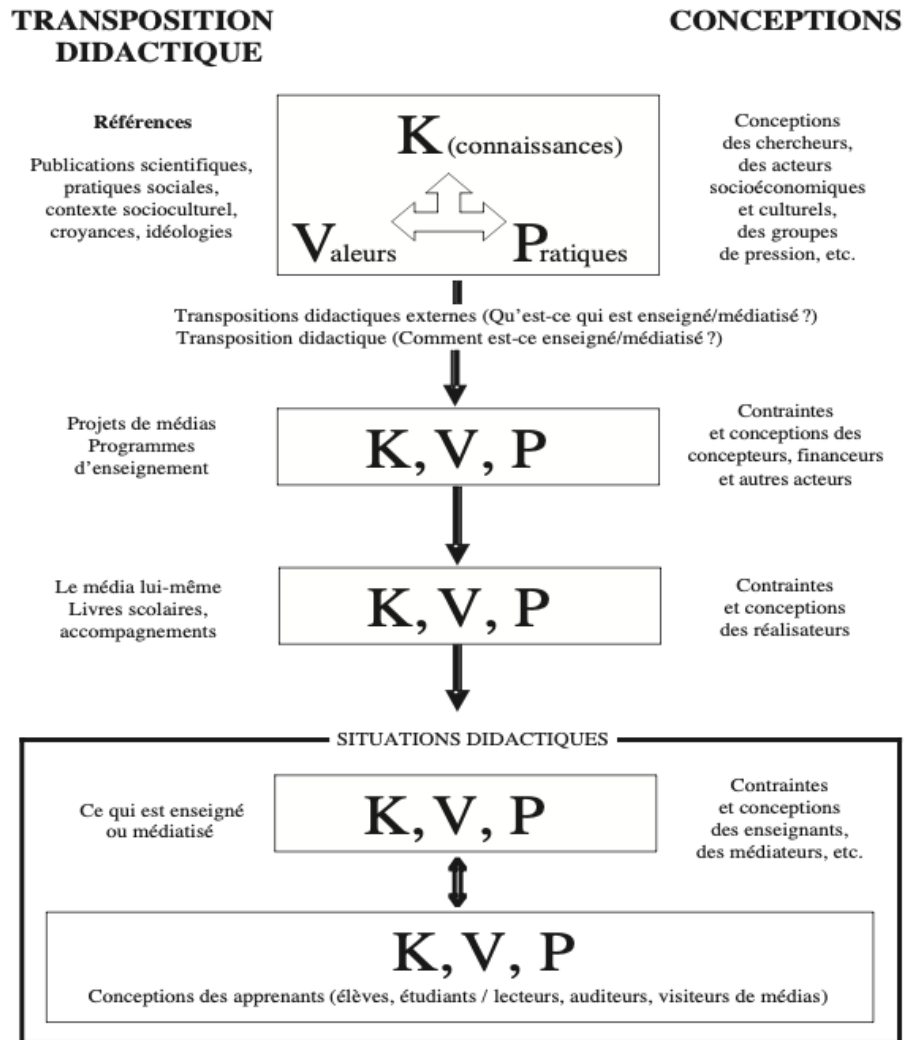 TRANSPOSITION
DIDACTIQUE
CONCEPTIONS
Références
Publications scientifiques,
pratiques sociales,
contexte socioculturel,
croyances, idéologies
K (connaissances)
Valeurs
Pratiques
Conceptions
des chercheurs,
des acteurs
socioéconomiques
et culturels,
des groupes
de pression, etc.
Transpositions didactiques externes (Qu'est-ce qui est enseigné/médiatisé ?)
Transposition didactique (Comment est-ce enseigné/médiatisé ?)
Projets de médias
Programmes
d'enseignement
K, V, P
Contraintes
et conceptions des
concepteurs, financeurs
et autres acteurs
Le média lui-même
Livres scolaires,
accompagnements
K, V, P
Contraintes
et conceptions
des réalisateurs
SITUATIONS DIDACTIQUES
Ce qui est enseigné
ou médiatisé
K, V, P
Contraintes
et conceptions
des enseignants,
des médiateurs, etc.
K, V, P
Conceptions des apprenants (élèves, étudiants / lecteurs, auditeurs, visiteurs de médias)